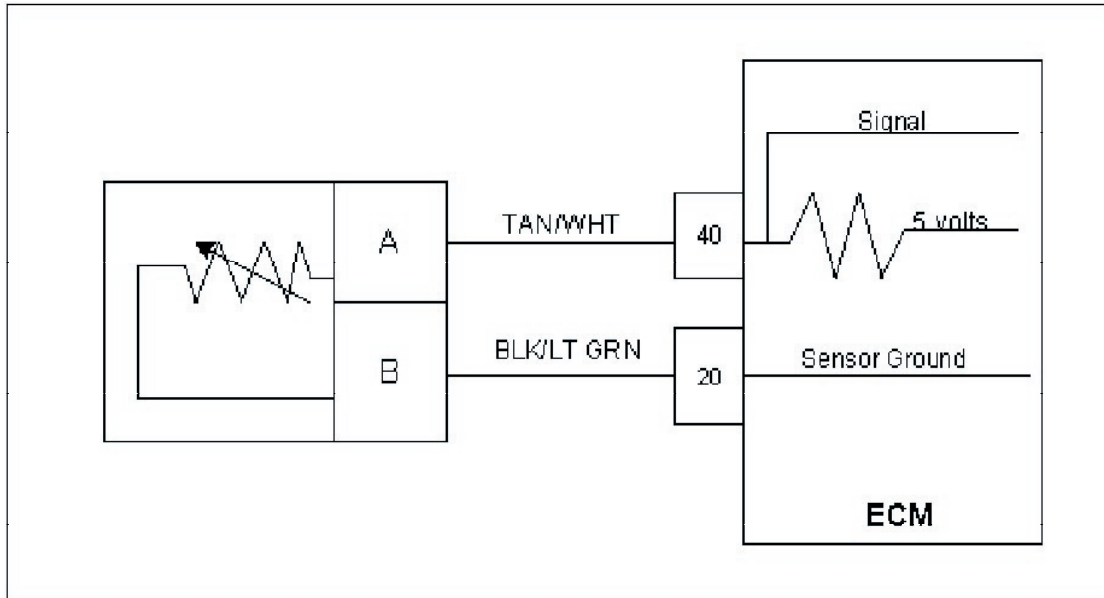 Signal
A
TAN/WHT
40
5 volts
B
BLK/LT GRN
20
Sensor Ground
ECM